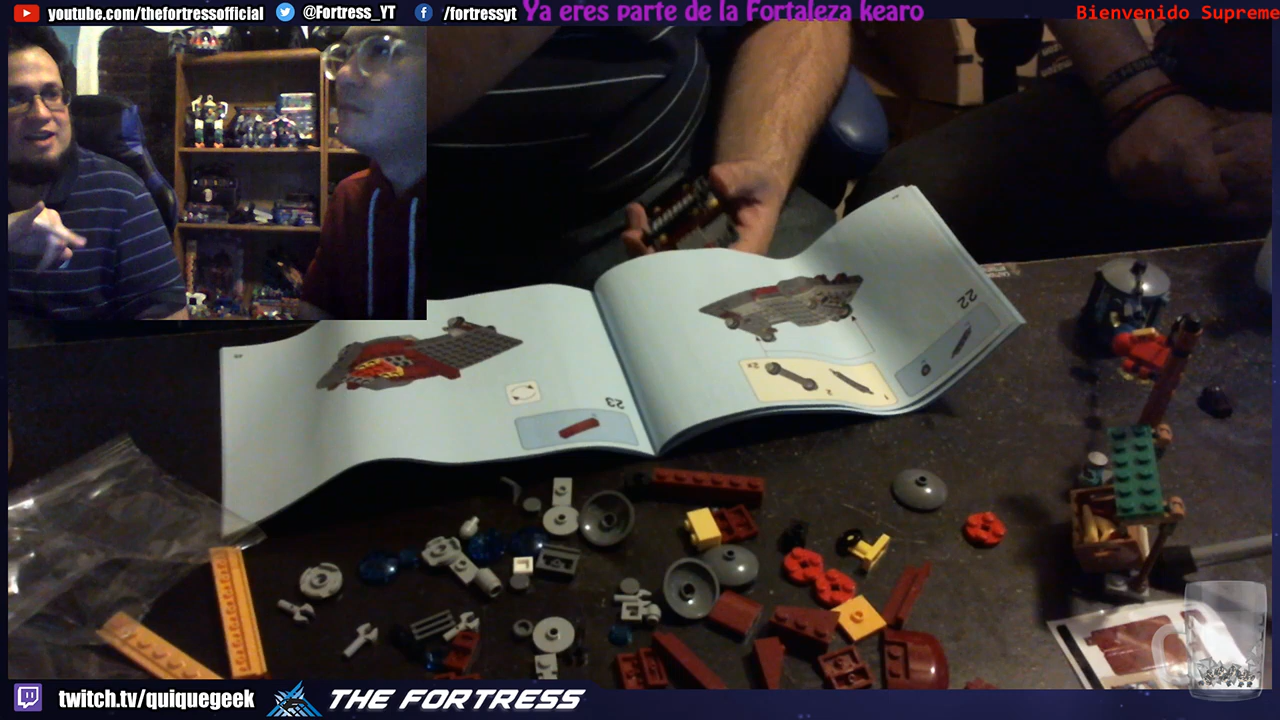 youtube.com/thefortressofficial
@Fortress_YT
/fortressyt
Ya eres parte de la Fortaleza kearo
Bienvenido Supreme
22
23
twitch.tv/quiquegeek
THE FORTRESS